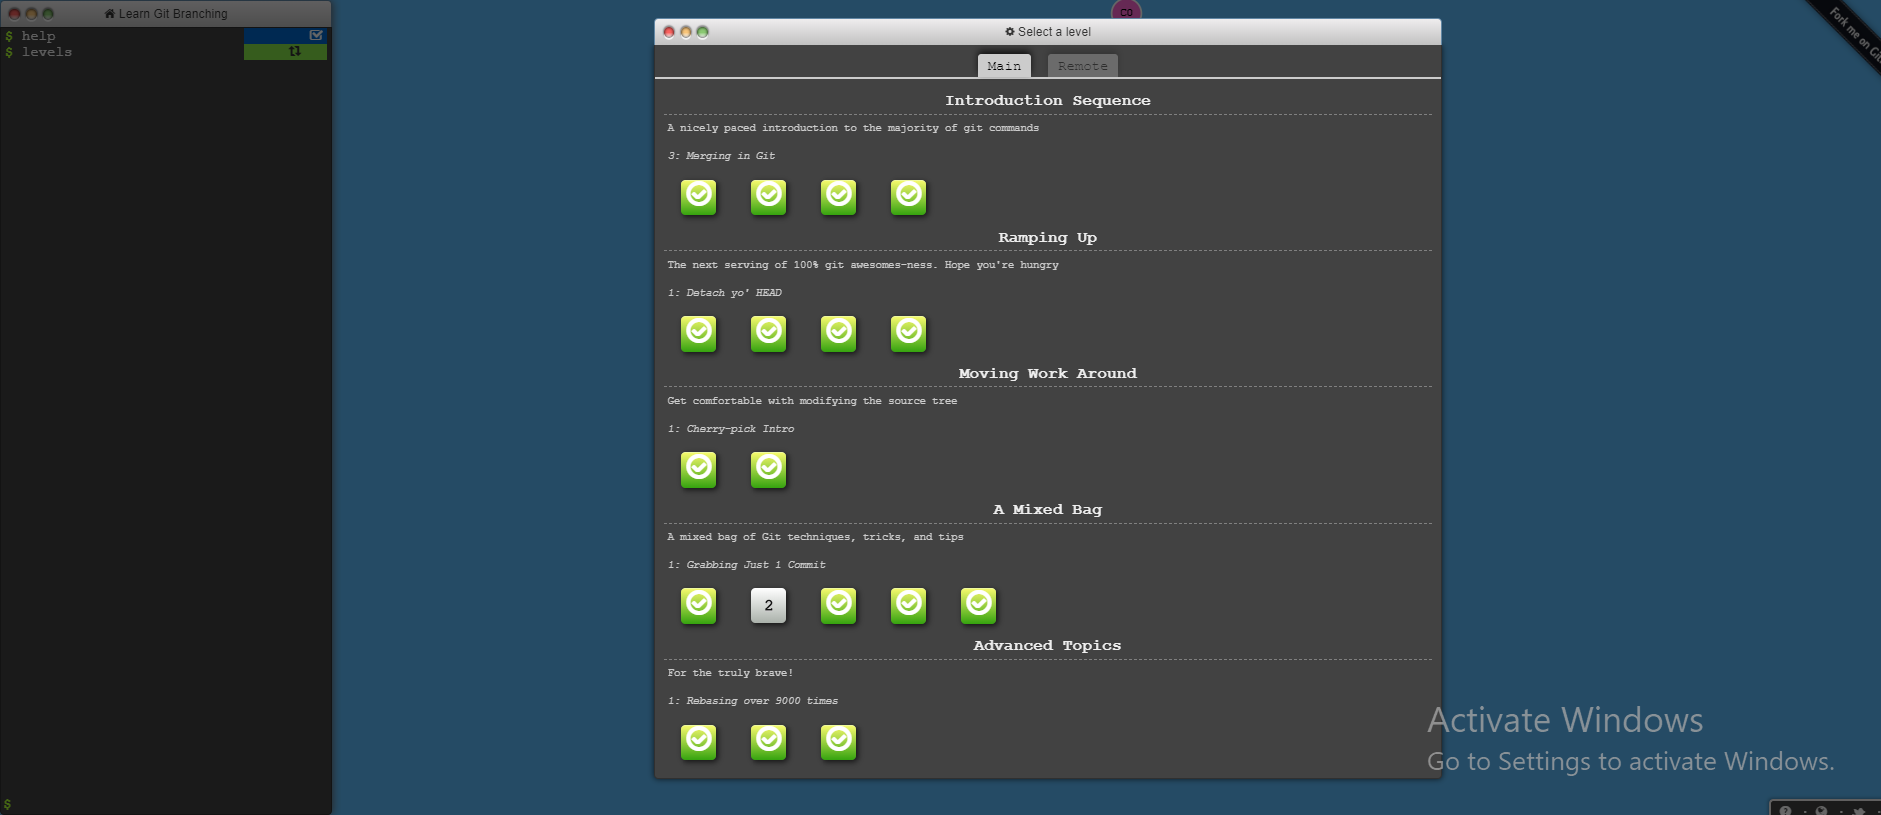 Learn Git Branching
$ help
$ levels
$
C0
Select a level
Main
Remote
Introduction Sequence
A nicely paced introduction to the majority of git commands
3: Merging in Git
Ramping Up
The next serving of 100% git awesomes-ness. Hope you're hungry
1: Detach yo' HEAD
Moving Work Around
Get comfortable with modifying the source tree
1: Cherry-pick Intro
A Mixed Bag
A mixed bag of Git techniques, tricks, and tips
1: Grabbing Just 1 Commit
2
Advanced Topics
For the truly brave!
1: Rebasing over 9000 times
Fork me on Git
Activate Windows
Go to Settings to activate Windows.